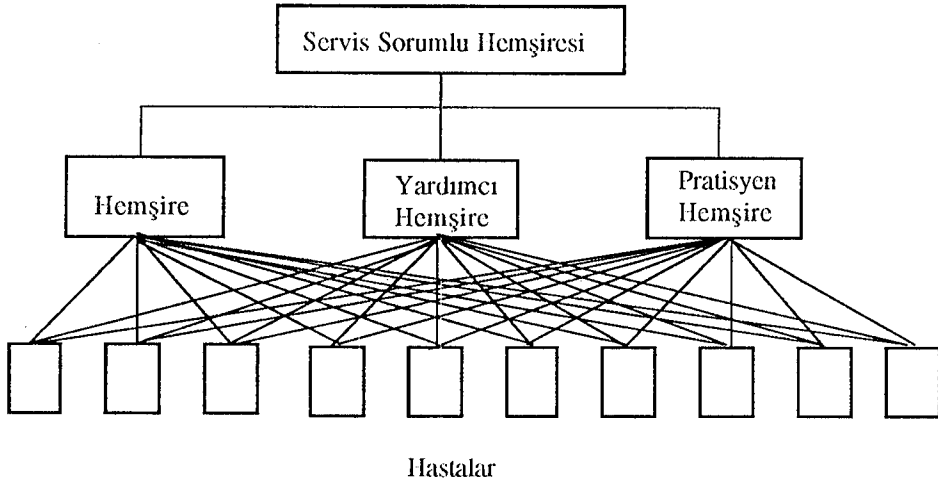 Servis Sorumlu Hemşiresi
Hemşire
Yardımcı
Hemşire
Pratisyen
Hemşire
Hastalar